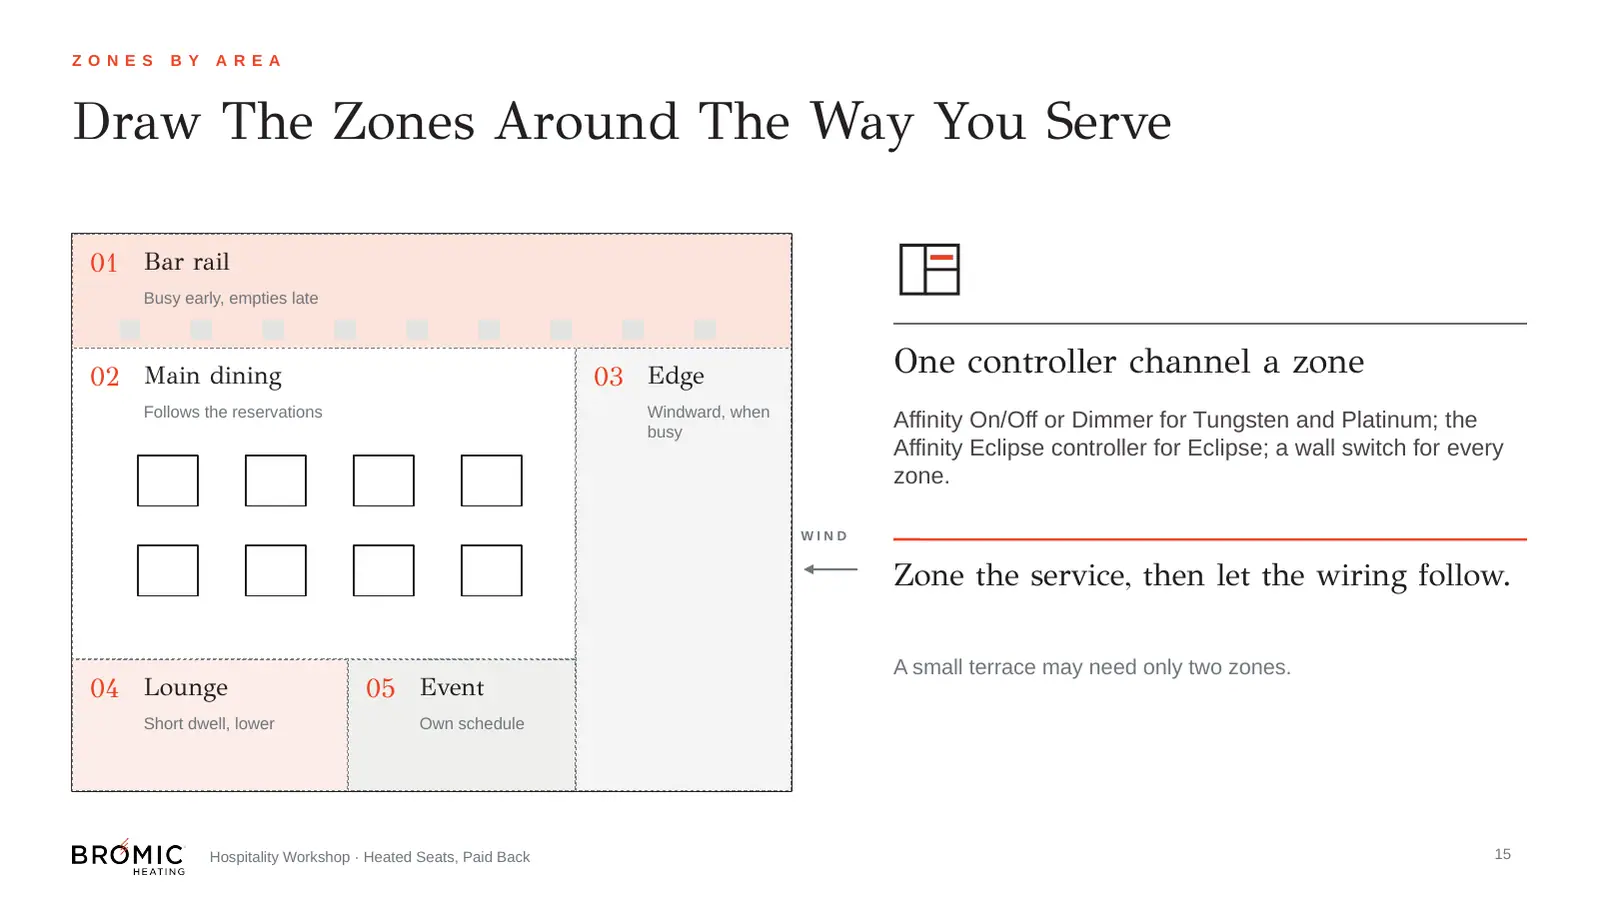 ZONES BY AREA
Draw The Zones Around The Way You Serve
01 Bar rail
Busy early, empties late
02 Main dining
Follows the reservations
03 Edge
Windward, when
busy
04 Lounge
Short dwell, lower
05 Event
Own schedule
WIND
One controller channel a zone
Affinity On/Off or Dimmer for Tungsten and Platinum; the
Affinity Eclipse controller for Eclipse; a wall switch for every
zone.
Zone the service, then let the wiring follow.
A small terrace may need only two zones.
BROMIC
HEATING
Hospitality Workshop · Heated Seats, Paid Back
15